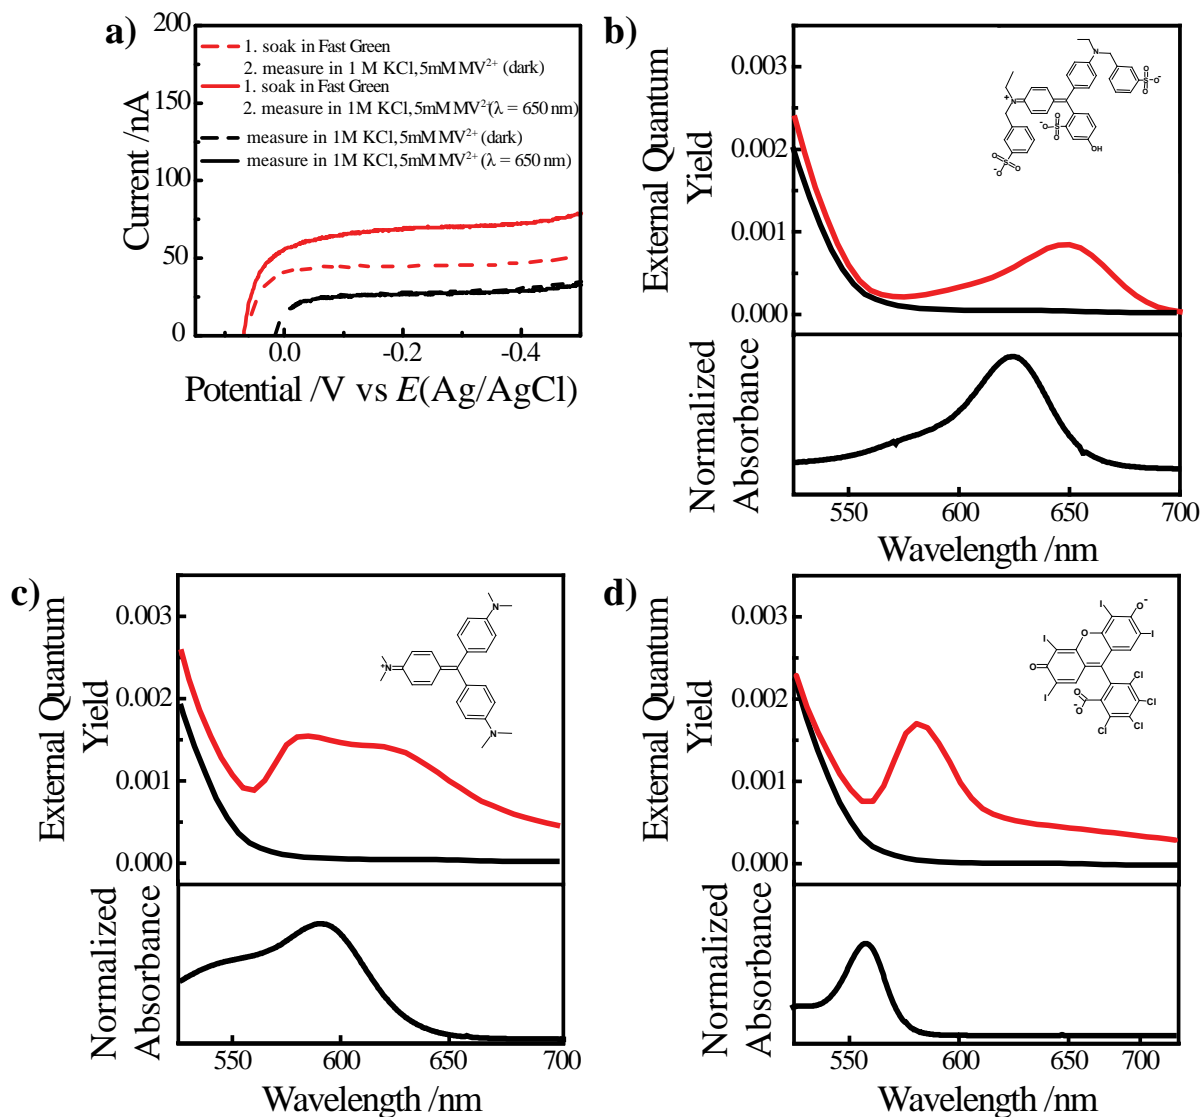 a)
200
150
100
50
0
Current /nA
1. soak in Fast Green
2. measure in 1 M KCl, 5mM MV2+ (dark)
1. soak in Fast Green
2. measure in 1M KCl, 5mM MV2+(λ = 650 nm)
measure in 1M KCl, 5mM MV2+ (dark)
measure in 1M KCl, 5mM MV2+ (λ = 650 nm)
0.0 -0.2 -0.4
Potential /V vs E(Ag/AgCl)
b)
External Quantum
Yield
0.003
0.002
0.001
0.000
Normalized
Absorbance
550 600 650 700
Wavelength /nm
c)
External Quantum
Yield
0.003
0.002
0.001
0.000
Normalized
Absorbance
550 600 650 700
Wavelength /nm
d)
External Quantum
Yield
0.003
0.002
0.001
0.000
Normalized
Absorbance
550 600 650 700
Wavelength /nm